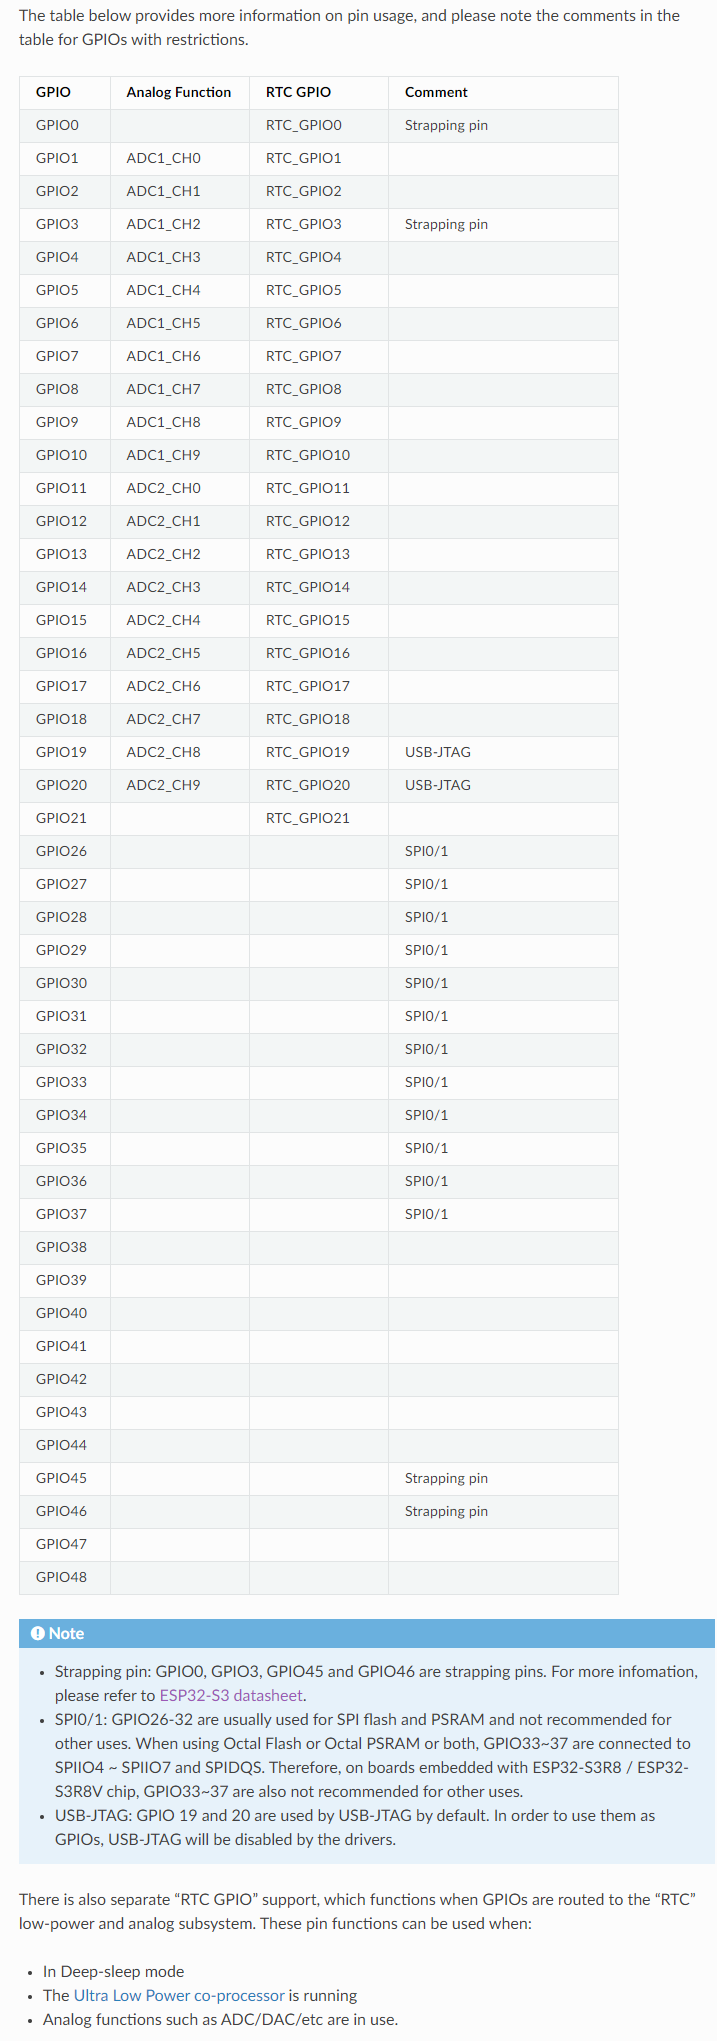 The table below provides more information on pin usage, and please note the comments in the
table for GPIOs with restrictions.
GPIO Analog Function RTC GPIO Comment
GPIO0 RTC_GPIO0 Strapping pin
GPIO1 ADC1_CH0 RTC_GPIO1
GPIO2 ADC1_CH1 RTC_GPIO2
GPIO3 ADC1_CH2 RTC_GPIO3 Strapping pin
GPIO4 ADC1_CH3 RTC_GPIO4
GPIO5 ADC1_CH4 RTC_GPIO5
GPIO6 ADC1_CH5 RTC_GPIO6
GPIO7 ADC1_CH6 RTC_GPIO7
GPIO8 ADC1_CH7 RTC_GPIO8
GPIO9 ADC1_CH8 RTC_GPIO9
GPIO10 ADC1_CH9 RTC_GPIO10
GPIO11 ADC2_CH0 RTC_GPIO11
GPIO12 ADC2_CH1 RTC_GPIO12
GPIO13 ADC2_CH2 RTC_GPIO13
GPIO14 ADC2_CH3 RTC_GPIO14
GPIO15 ADC2_CH4 RTC_GPIO15
GPIO16 ADC2_CH5 RTC_GPIO16
GPIO17 ADC2_CH6 RTC_GPIO17
GPIO18 ADC2_CH7 RTC_GPIO18
GPIO19 ADC2_CH8 RTC_GPIO19 USB-JTAG
GPIO20 ADC2_CH9 RTC_GPIO20 USB-JTAG
GPIO21 RTC_GPIO21
GPIO26 SPI0/1
GPIO27 SPI0/1
GPIO28 SPI0/1
GPIO29 SPI0/1
GPIO30 SPI0/1
GPIO31 SPI0/1
GPIO32 SPI0/1
GPIO33 SPI0/1
GPIO34 SPI0/1
GPIO35 SPI0/1
GPIO36 SPI0/1
GPIO37 SPI0/1
GPIO38
GPIO39
GPIO40
GPIO41
GPIO42
GPIO43
GPIO44
GPIO45 Strapping pin
GPIO46 Strapping pin
GPIO47
GPIO48
Note
• Strapping pin: GPIO0, GPIO3, GPIO45 and GPIO46 are strapping pins. For more infomation,
please refer to ESP32-S3 datasheet.
• SPI0/1: GPIO26-32 are usually used for SPI flash and PSRAM and not recommended for
other uses. When using Octal Flash or Octal PSRAM or both, GPIO33~37 are connected to
SPIIO4 ~ SPIIO7 and SPIDQS. Therefore, on boards embedded with ESP32-S3R8 / ESP32-
S3R8V chip, GPIO33~37 are also not recommended for other uses.
• USB-JTAG: GPIO 19 and 20 are used by USB-JTAG by default. In order to use them as
GPIOs, USB-JTAG will be disabled by the drivers.
There is also separate “RTC GPIO” support, which functions when GPIOs are routed to the “RTC”
low-power and analog subsystem. These pin functions can be used when:
• In Deep-sleep mode
• The Ultra Low Power co-processor is running
• Analog functions such as ADC/DAC/etc are in use.